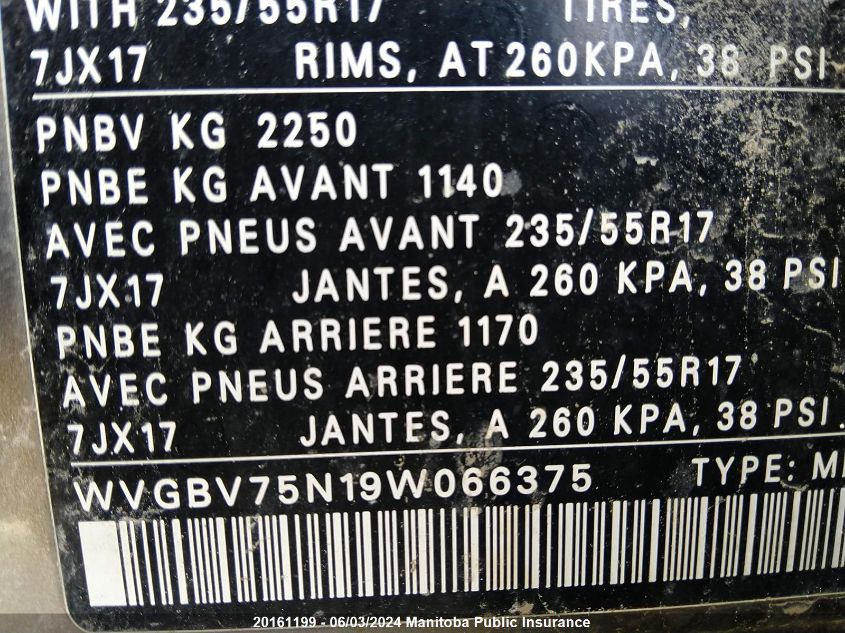 WITH 235/55R17 TIRES,
7JX17 RIMS, AT 260KPA, 38 PSI
PNBV KG 2250
PNBE KG AVANT 1140
AVEC PNEUS AVANT 235/55R17
7JX17 JANTES, A 260 KPA, 38 PSI
PNBE KG ARRIERE 1170
AVEC PNEUS ARRIERE 235/55R17
7JX17 JANTES, A 260 KPA, 38 PSI.
WVGBV75N19W066375 TYPE:
20161199 - 06/03/2024 Manitoba Public Insurance